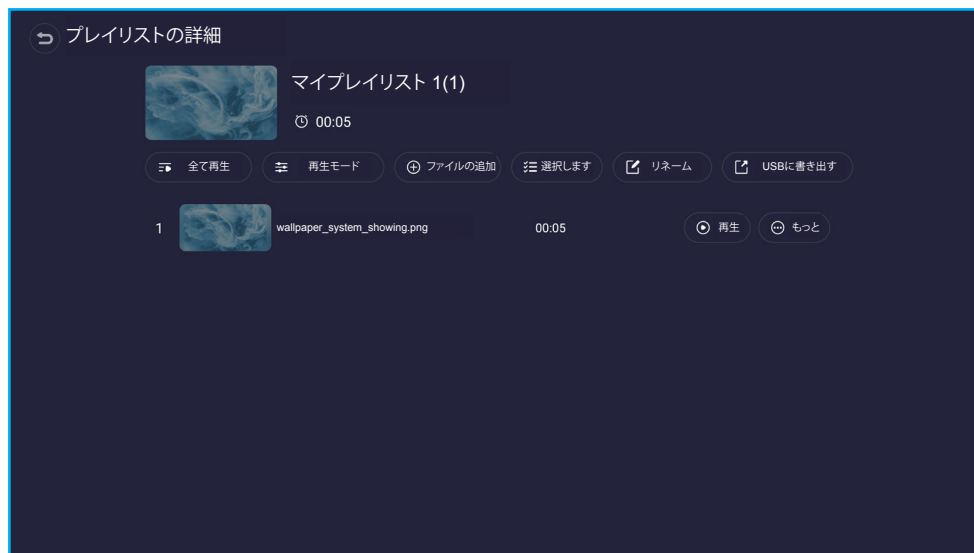 プレイリストの詳細
マイプレイリスト 1(1)
00:05
全て再生 再生モード ファイルの追加 選択します リネーム USBに書き出す
1 wallpaper_system_showing.png 00:05 再生 もっと